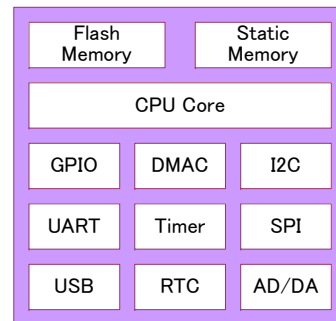 Flash
Memory
Static
Memory
CPU Core
GPIO
DMAC
I2C
UART
Timer
SPI
USB
RTC
AD/DA